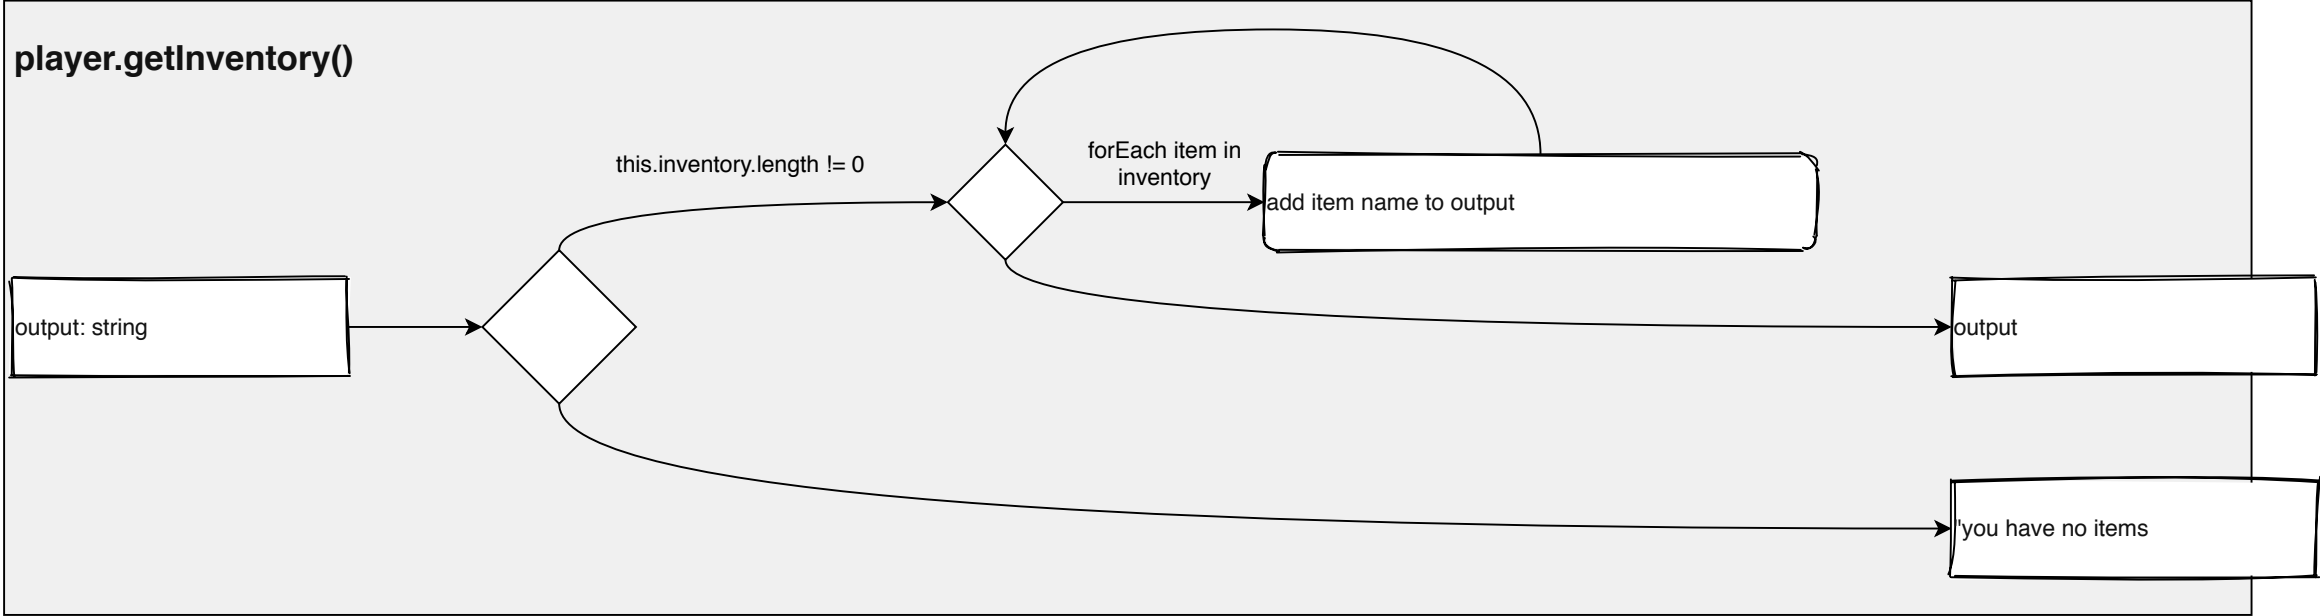 player.getInventory()
this.inventory.length != 0
forEach item in
inventory
add item name to output
output: string
output
"you have no items